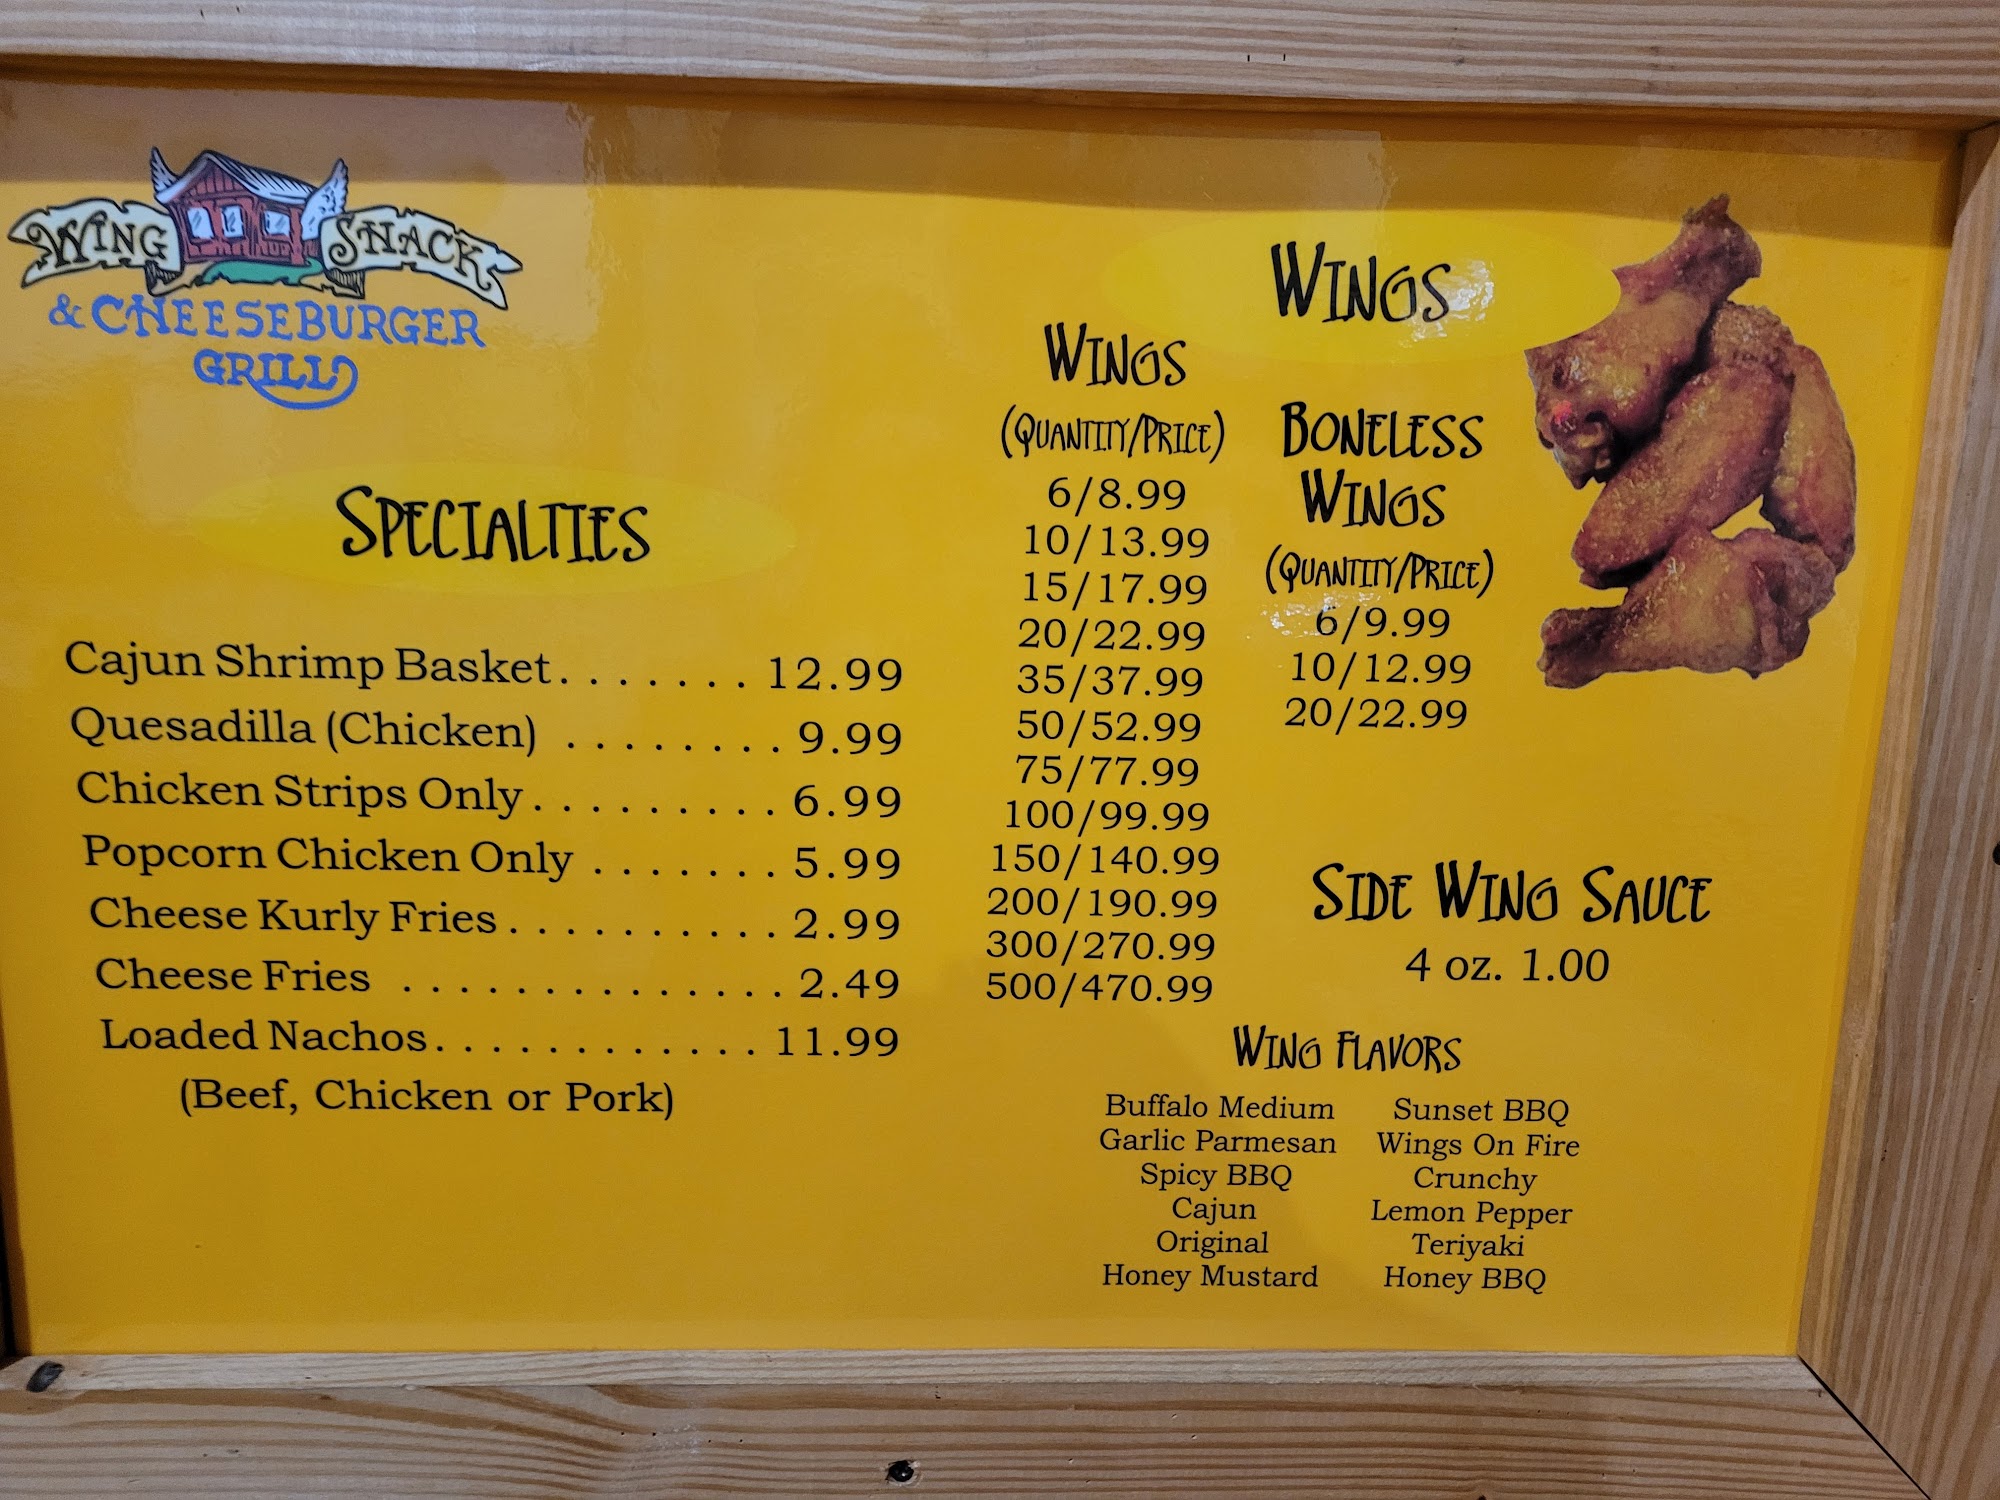 WING SHACK
& CHEESEBURGER
GRILL
SPECIALTIES
Cajun Shrimp Basket. . . . . . . 12.99
Quesadilla (Chicken) . . . . . . . . 9.99
Chicken Strips Only. . . . . . . . . 6.99
Popcorn Chicken Only . . . . . . . 5.99
Cheese Kurly Fries. . . . . . . . . . 2.99
Cheese Fries . . . . . . . . . . . . . . 2.49
Loaded Nachos. . . . . . . . . . . . 11.99
(Beef, Chicken or Pork)
WINGS
WINGS
(QUANTITY/PRICE)
6/8.99
10/13.99
15/17.99
20/22.99
35/37.99
50/52.99
75/77.99
100/99.99
150/140.99
200/190.99
300/270.99
500/470.99
BONELESS
WINGS
(QUANTITY/PRICE)
6/9.99
10/12.99
20/22.99
SIDE WING SAUCE
4 oz. 1.00
WING FLAVORS
Buffalo Medium
Garlic Parmesan
Spicy BBQ
Cajun
Original
Honey Mustard
Sunset BBQ
Wings On Fire
Crunchy
Lemon Pepper
Teriyaki
Honey BBQ